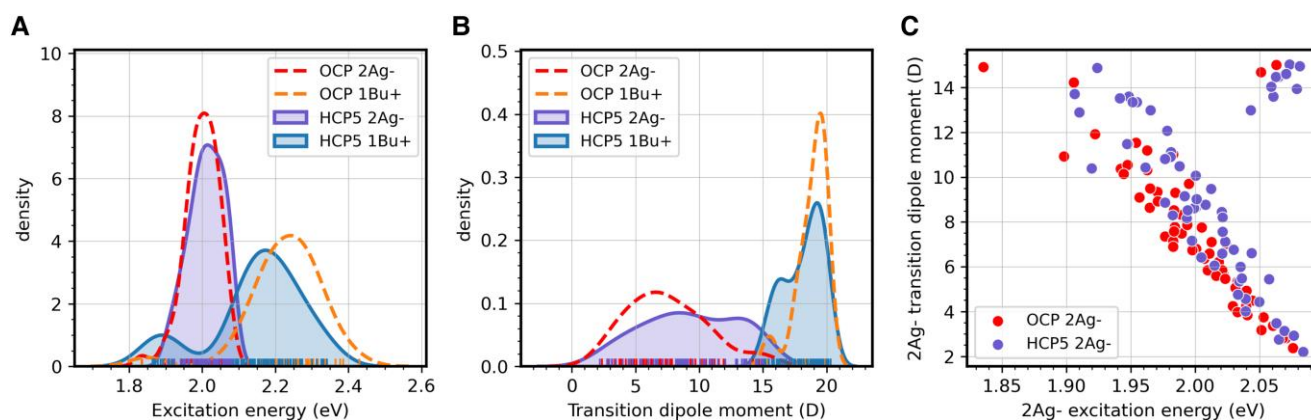 A
10
8
6
4
2
0
density
OCP 2Ag-
OCP 1Bu+
HCP5 2Ag-
HCP5 1Bu+
1.8 2.0 2.2 2.4 2.6
Excitation energy (eV)
B
0.5
0.4
0.3
0.2
0.1
0.0
density
OCP 2Ag-
OCP 1Bu+
HCP5 2Ag-
HCP5 1Bu+
0 5 10 15 20
Transition dipole moment (D)
C
14
12
10
8
6
4
2
2Ag- transition dipole moment (D)
OCP 2Ag-
HCP5 2Ag-
1.85 1.90 1.95 2.00 2.05
2Ag- excitation energy (eV)